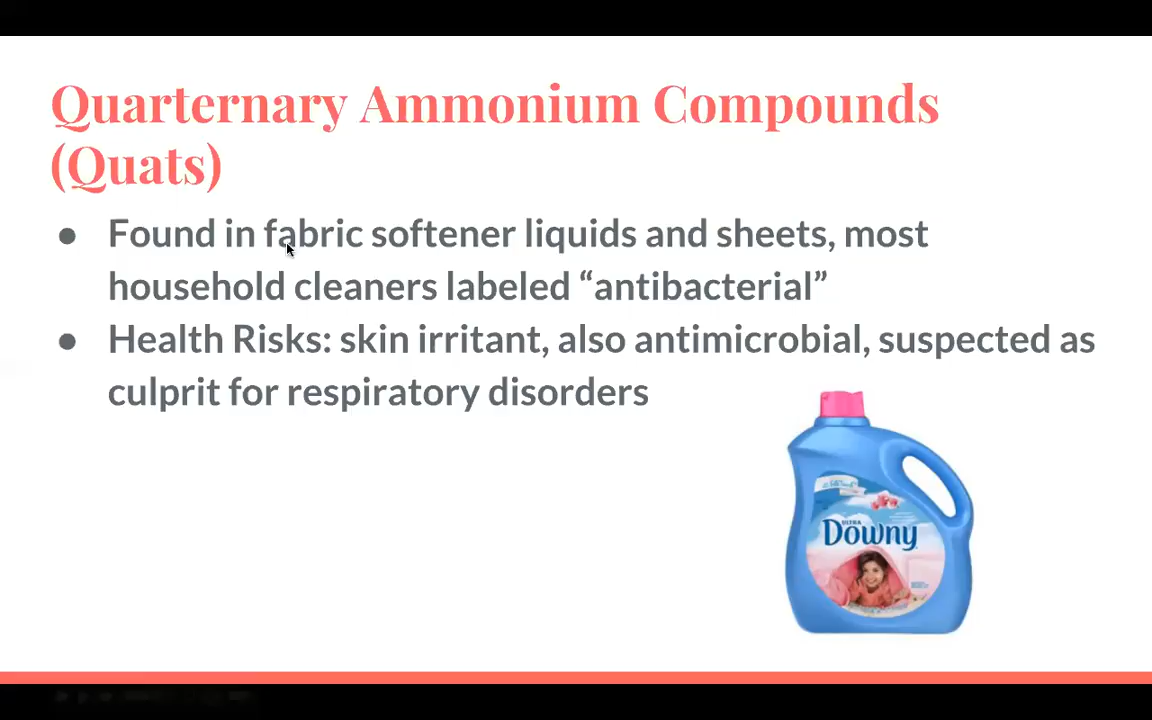 Quarternary Ammonium Compounds
(Quats)
● Found in fabric softener liquids and sheets, most
household cleaners labeled “antibacterial”
● Health Risks: skin irritant, also antimicrobial, suspected as
culprit for respiratory disorders
ULTRA
Downy